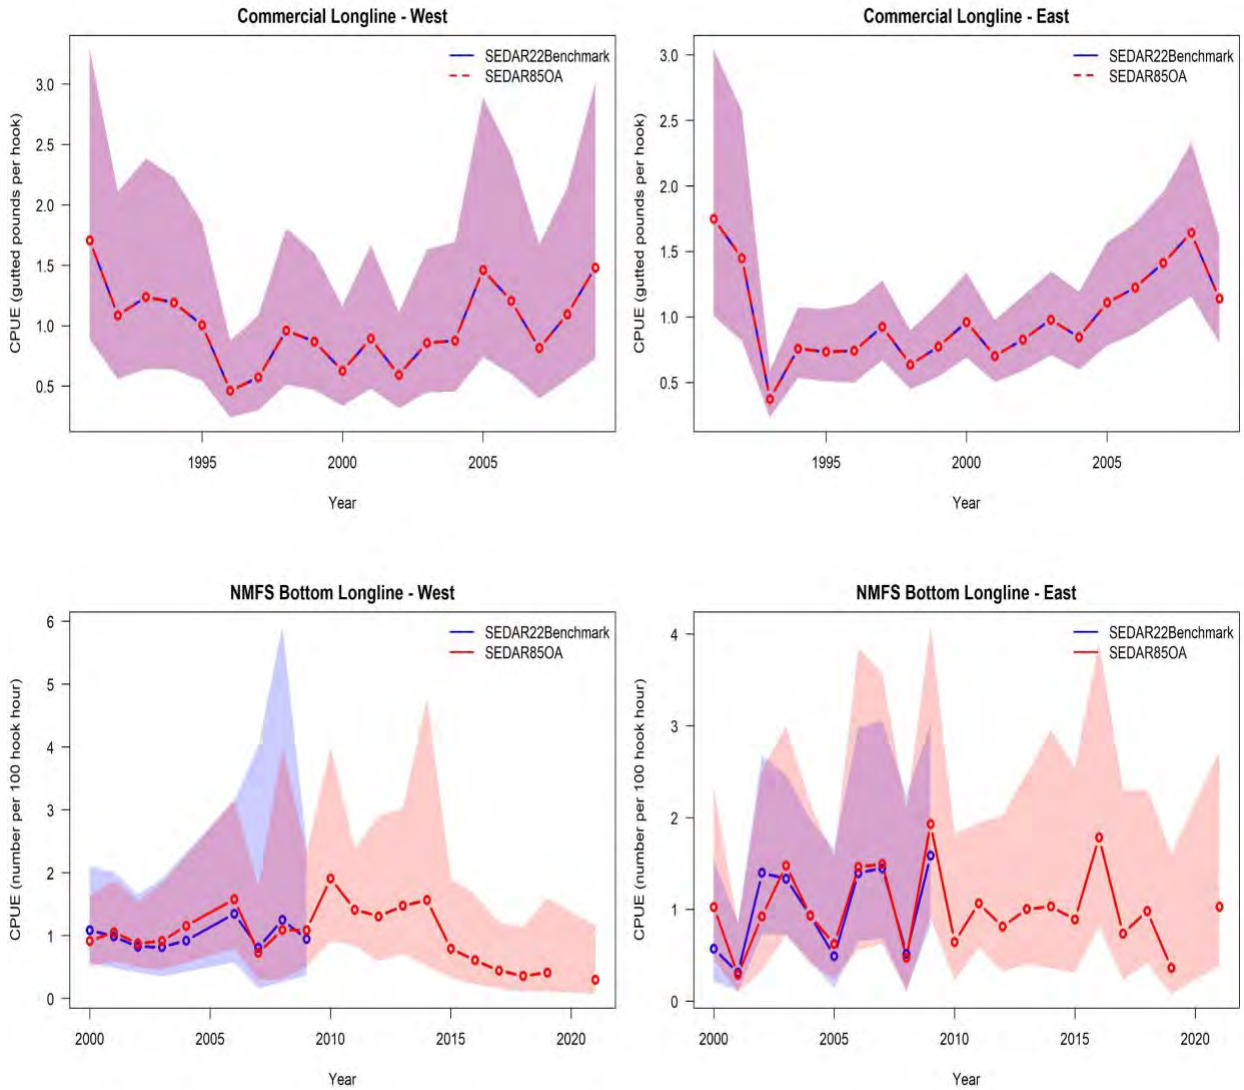 Commercial Longline - West
SEDAR22Benchmark
SEDAR85OA
CPUE (gutted pounds per hook)
3.0
2.5
2.0
1.5
1.0
0.5
1995 2000 2005
Year
Commercial Longline - East
SEDAR22Benchmark
SEDAR85OA
CPUE (gutted pounds per hook)
3.0
2.5
2.0
1.5
1.0
0.5
1995 2000 2005
Year
NMFS Bottom Longline - West
SEDAR22Benchmark
SEDAR85OA
CPUE (number per 100 hook hour)
6
5
4
3
2
1
0
2000 2005 2010 2015 2020
Year
NMFS Bottom Longline - East
SEDAR22Benchmark
SEDAR85OA
CPUE (number per 100 hook hour)
4
3
2
1
0
2000 2005 2010 2015 2020
Year